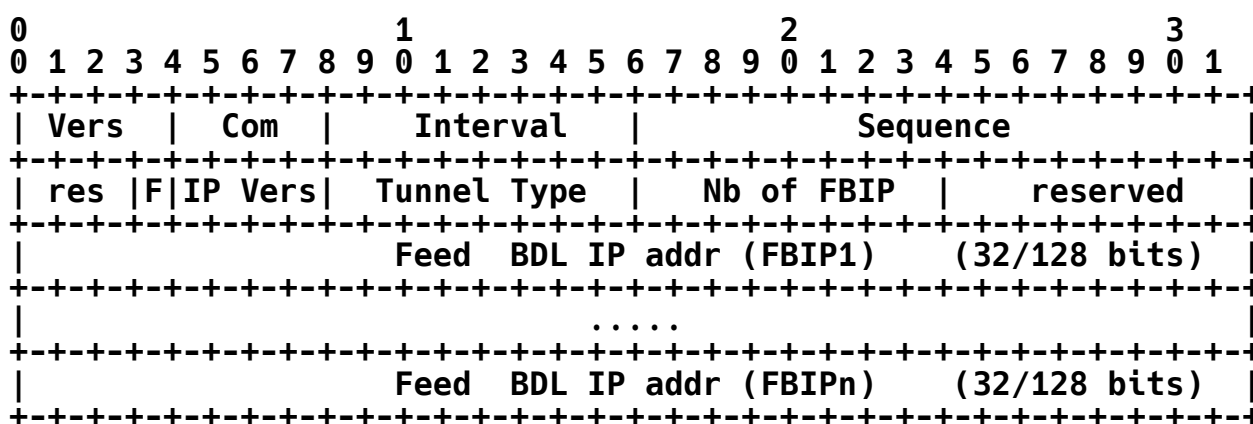 0                   1                   2                   3
0 1 2 3 4 5 6 7 8 9 0 1 2 3 4 5 6 7 8 9 0 1 2 3 4 5 6 7 8 9 0 1
+-+-+-+-+-+-+-+-+-+-+-+-+-+-+-+-+-+-+-+-+-+-+-+-+-+-+-+-+-+-+-+-+
| Vers  |  Com  |    Interval   |           Sequence            |
+-+-+-+-+-+-+-+-+-+-+-+-+-+-+-+-+-+-+-+-+-+-+-+-+-+-+-+-+-+-+-+-+
| res |F|IP Vers|  Tunnel Type  |   Nb of FBIP  |    reserved   |
+-+-+-+-+-+-+-+-+-+-+-+-+-+-+-+-+-+-+-+-+-+-+-+-+-+-+-+-+-+-+-+-+
|                   Feed  BDL IP addr (FBIP1)    (32/128 bits)  |
+-+-+-+-+-+-+-+-+-+-+-+-+-+-+-+-+-+-+-+-+-+-+-+-+-+-+-+-+-+-+-+-+
|                             .....                             |
+-+-+-+-+-+-+-+-+-+-+-+-+-+-+-+-+-+-+-+-+-+-+-+-+-+-+-+-+-+-+-+-+
|                   Feed  BDL IP addr (FBIPn)    (32/128 bits)  |
+-+-+-+-+-+-+-+-+-+-+-+-+-+-+-+-+-+-+-+-+-+-+-+-+-+-+-+-+-+-+-+-+